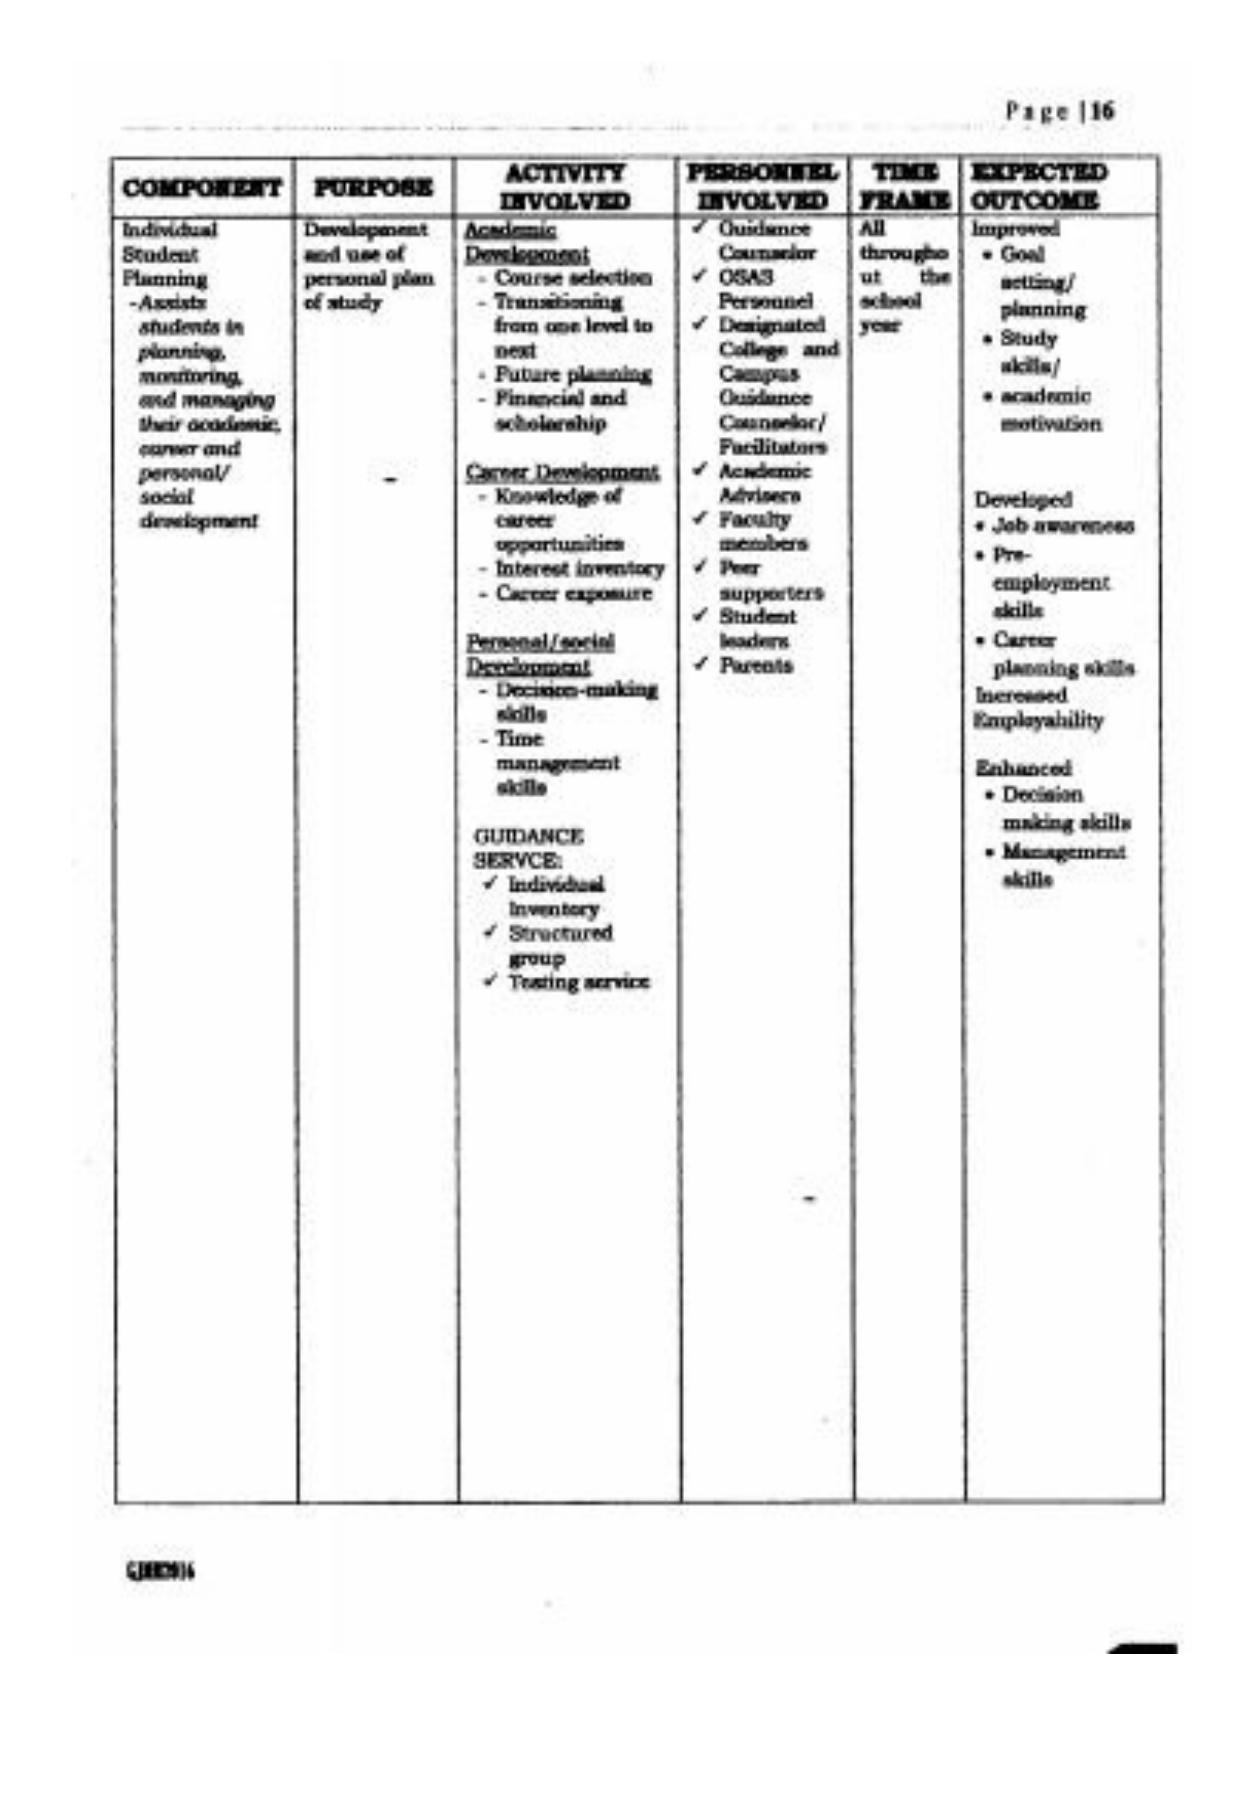 Page |16
COMPONENT
PURPOSE
ACTIVITY
INVOLVED
PERSONNEL
INVOLVED
TIME
FRAME
EXPECTED
OUTCOME
Individual
Student
Planning
-Assists
students in
planning,
monitoring,
and managing
their academic,
career and
personal/
social
development
Development
and use of
personal plan
of study
Academic
Development
- Course selection
- Transitioning
from one level to
next
- Future planning
- Financial and
scholarship
Career Development
- Knowledge of
career
opportunities
- Interest inventory
- Career exposure
Personal/social
Development
- Decision-making
skills
- Time
management
skills
GUIDANCE
SERVCE:
✓ Individual
Inventory
✓ Structured
group
✓ Testing service
✓ Guidance
Counselor
✓ OSAS
Personnel
✓ Designated
College and
Campus
Guidance
Counselor/
Facilitators
✓ Academic
Advisers
✓ Faculty
members
✓ Peer
supporters
✓ Student
leaders
✓ Parents
All
througho
ut the
school
year
Improved
• Goal
setting/
planning
• Study
skills/
• academic
motivation
Developed
• Job awareness
• Pre-
employment
skills
• Career
planning skills
Increased
Employability
Enhanced
• Decision
making skills
• Management
skills